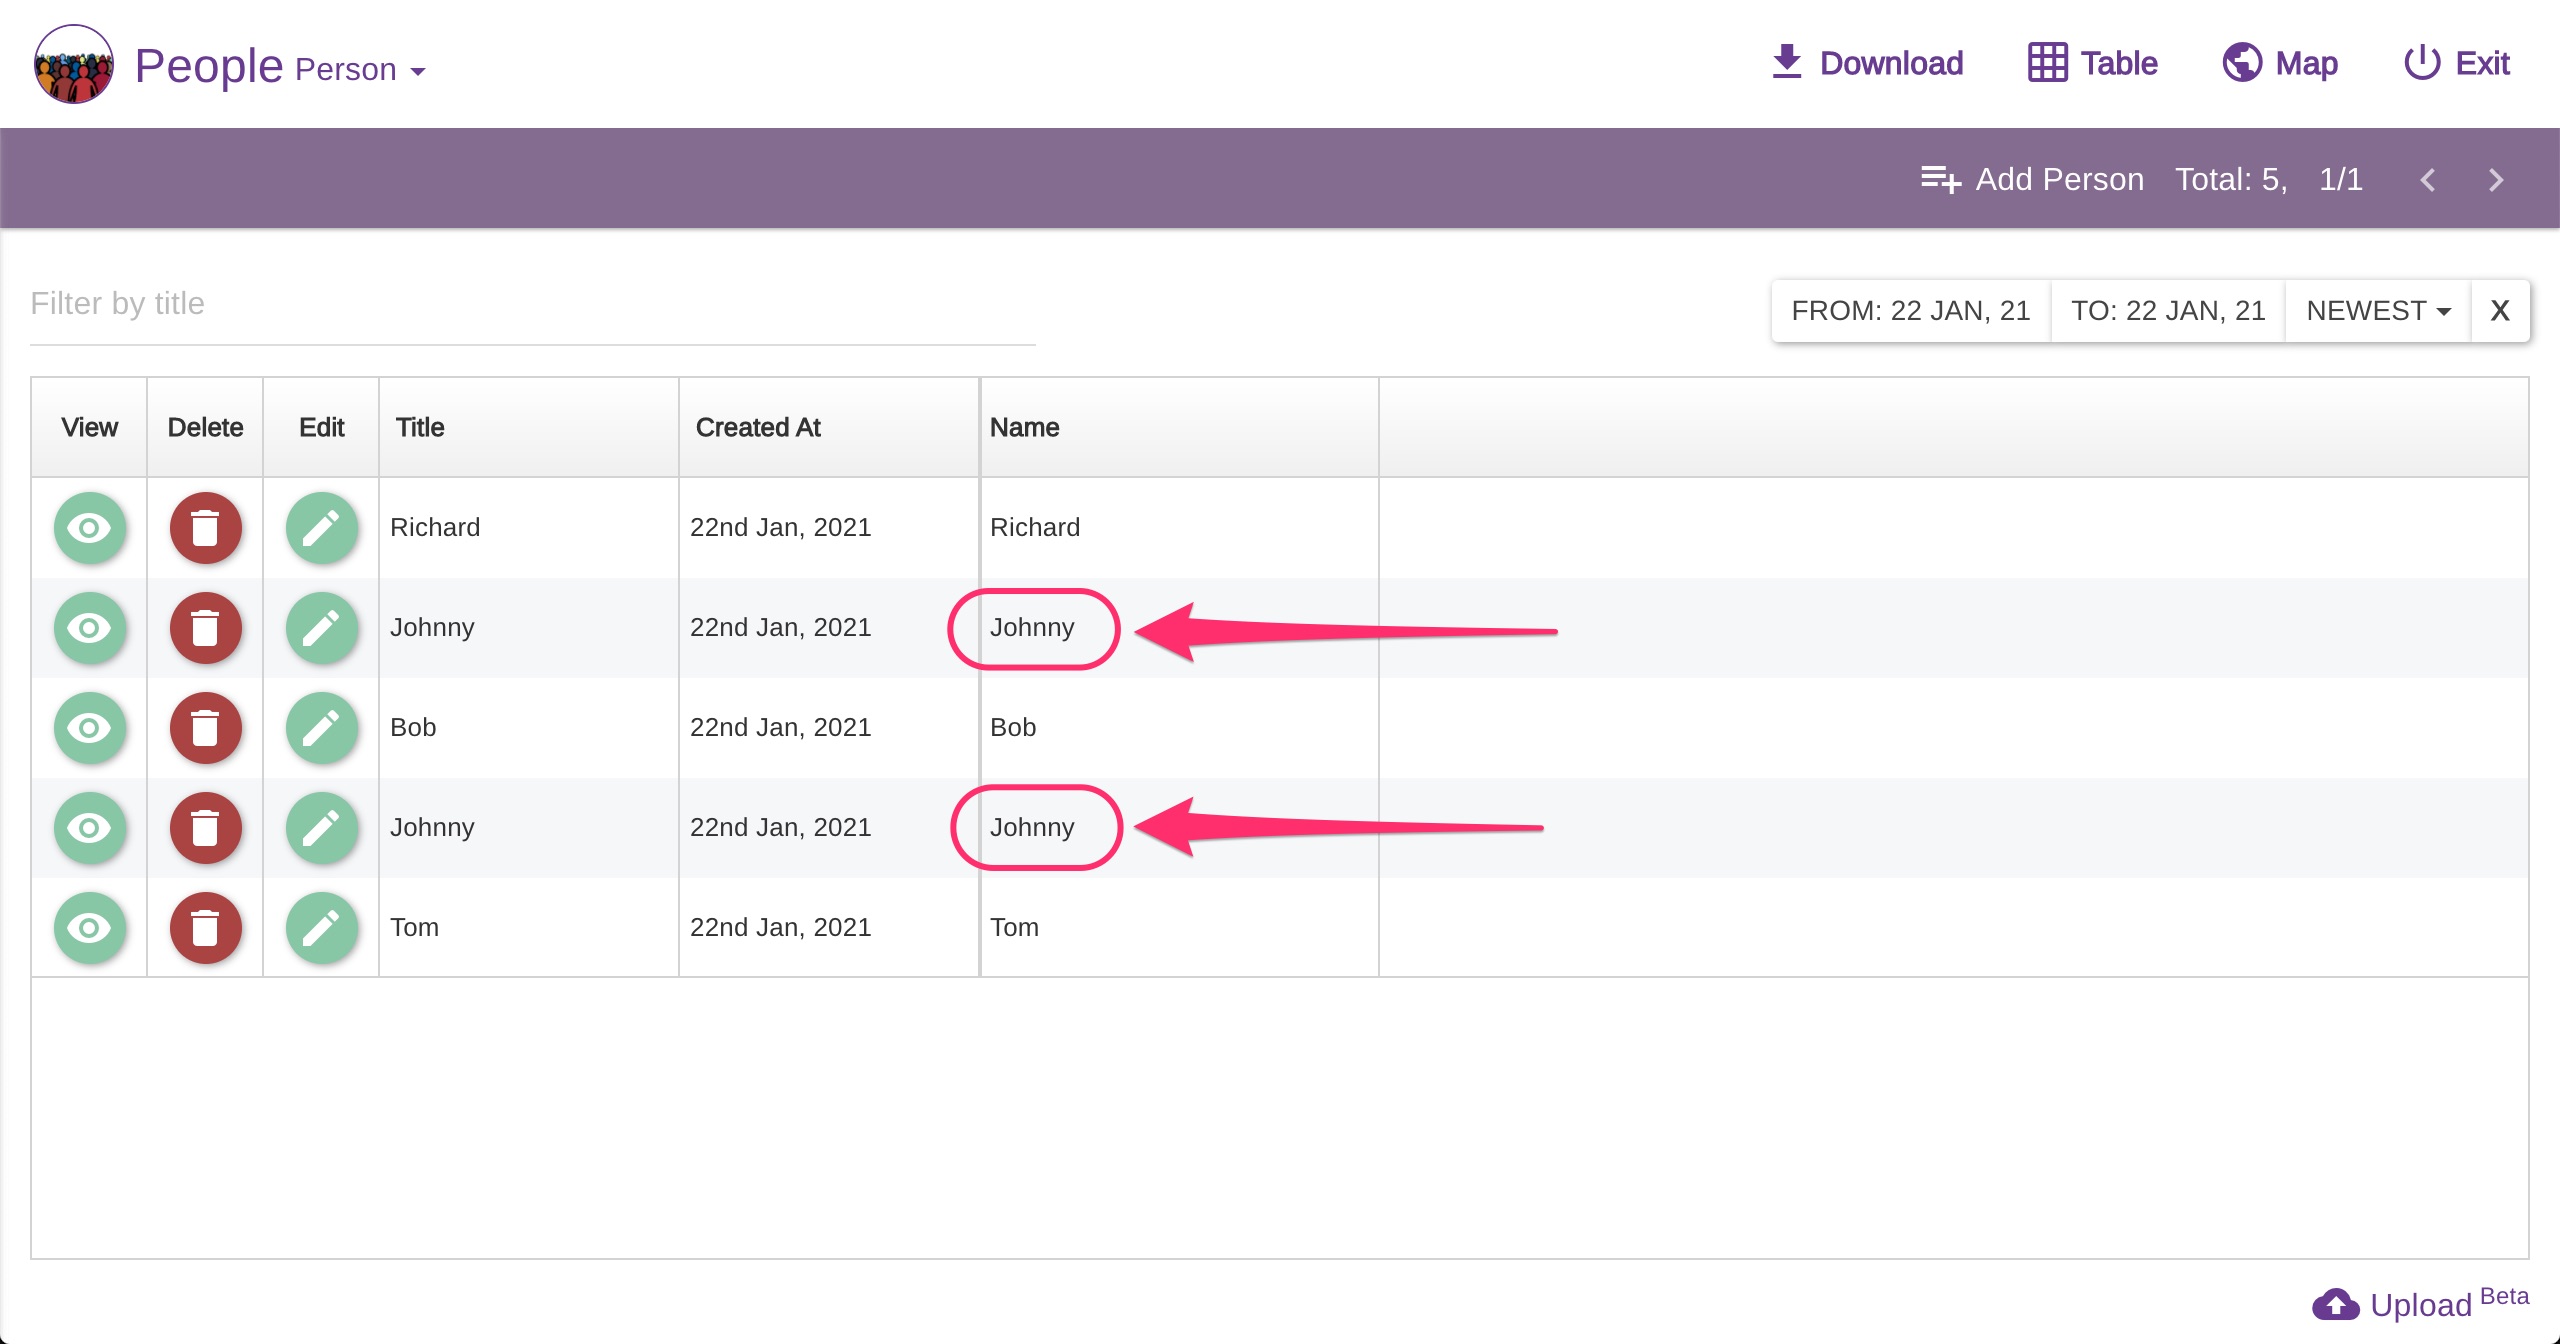 People Person
Download Table Map Exit
Add Person Total: 5, 1/1
Filter by title
FROM: 22 JAN, 21 TO: 22 JAN, 21 NEWEST X
View Delete Edit Title Created At Name
Richard 22nd Jan, 2021 Richard
Johnny 22nd Jan, 2021 Johnny
Bob 22nd Jan, 2021 Bob
Johnny 22nd Jan, 2021 Johnny
Tom 22nd Jan, 2021 Tom
Upload Beta